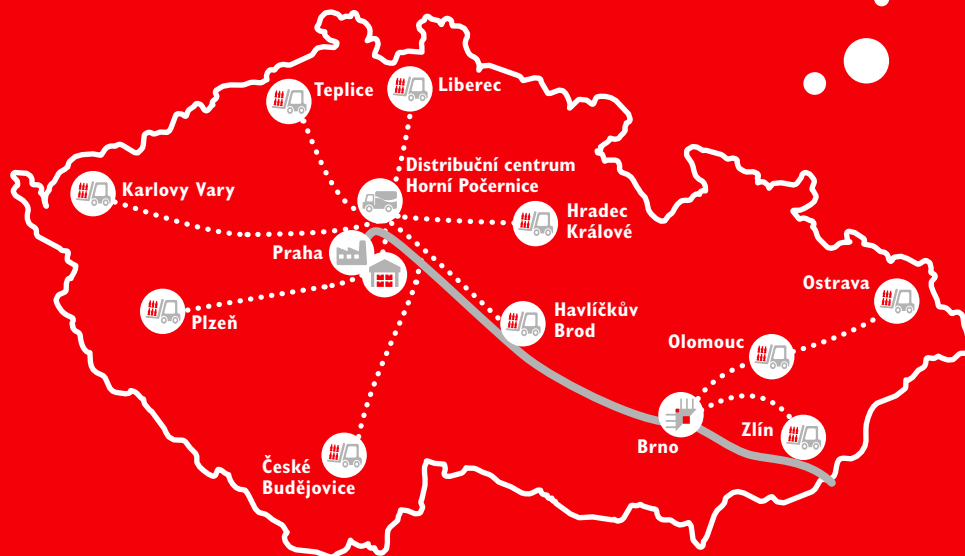 Teplice
Liberec
Distribuční centrum
Horní Počernice
Karlovy Vary
Hradec
Králové
Praha
Ostrava
Plzeň
Havlíčkův
Brod
Olomouc
Zlín
Brno
České
Budějovice